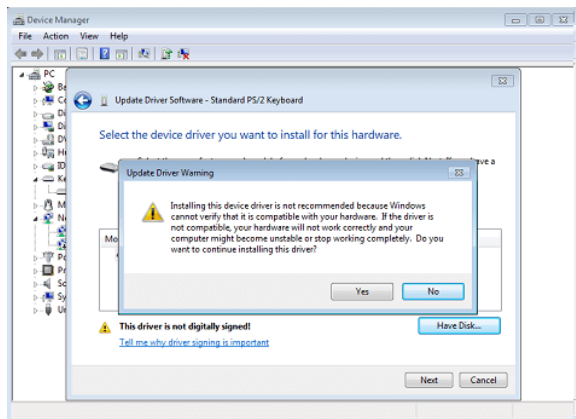 Device Manager
File Action View Help
PC
Update Driver Software - Standard PS/2 Keyboard
Select the device driver you want to install for this hardware.
Update Driver Warning
Installing this device driver is not recommended because Windows
cannot verify that it is compatible with your hardware. If the driver is
not compatible, your hardware will not work correctly and your
computer might become unstable or stop working completely. Do you
want to continue installing this driver?
Yes No
This driver is not digitally signed!
Have Disk...
Tell me why driver signing is important
Next Cancel